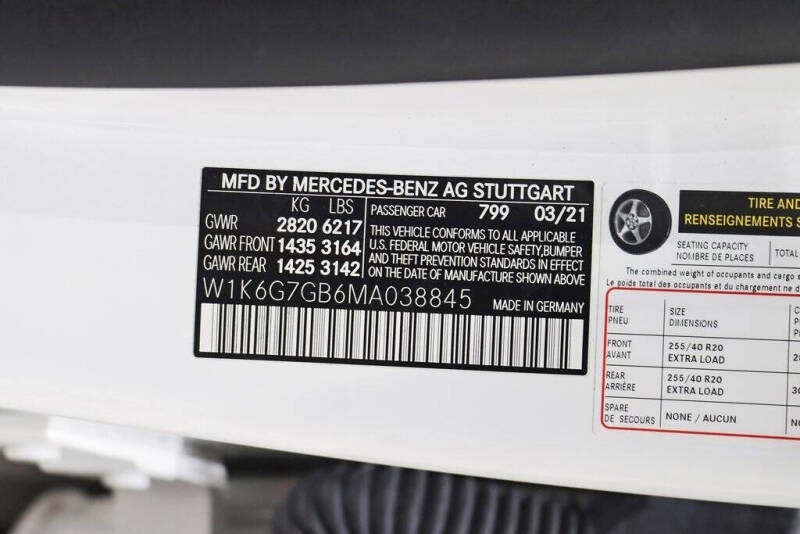 MFD BY MERCEDES-BENZ AG STUTTGART
KG LBS
GVWR 2820 6217
GAWR FRONT 1435 3164
GAWR REAR 1425 3142
PASSENGER CAR 799 03/21
THIS VEHICLE CONFORMS TO ALL APPLICABLE
U.S. FEDERAL MOTOR VEHICLE SAFETY,BUMPER
AND THEFT PREVENTION STANDARDS IN EFFECT
ON THE DATE OF MANUFACTURE SHOWN ABOVE
W1K6G7GB6MA038845
MADE IN GERMANY
TIRE AND
RENSEIGNEMENTS S
SEATING CAPACITY
NOMBRE DE PLACES
TOTAL
The combined weight of occupants and cargo s
Le poids total des occupants et du chargement ne d
TIRE
PNEU
SIZE
DIMENSIONS
FRONT
AVANT
255/40 R20
EXTRA LOAD
REAR
ARRIÈRE
255/40 R20
EXTRA LOAD
SPARE
DE SECOURS
NONE / AUCUN